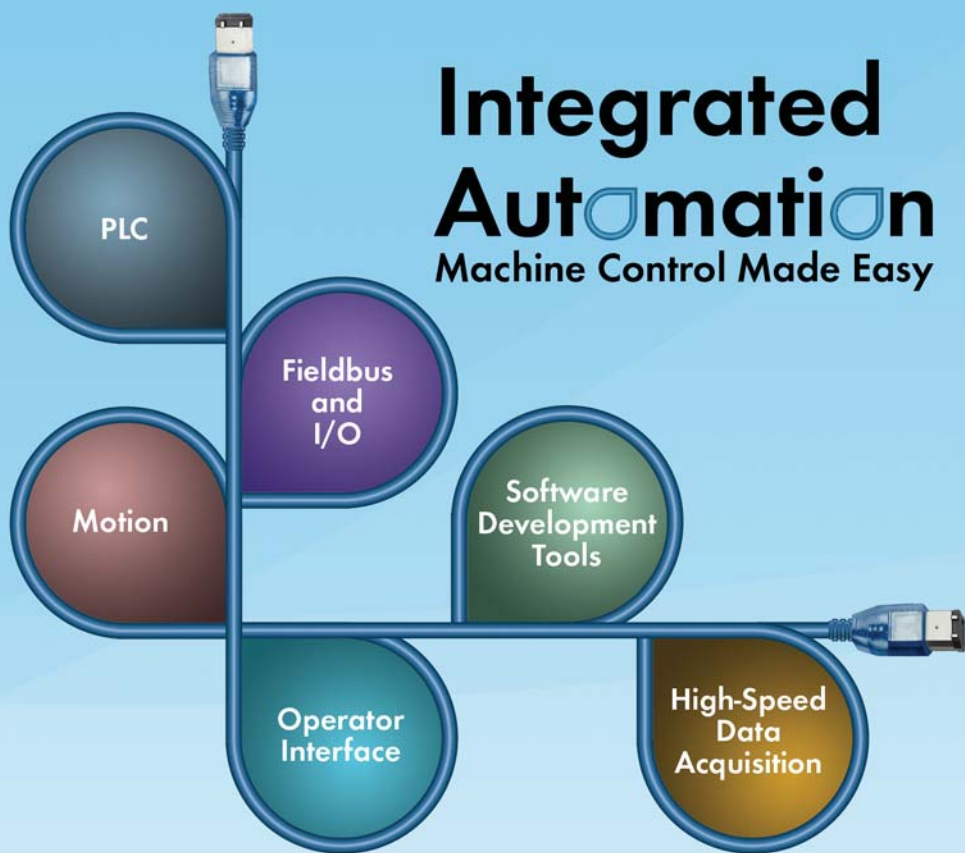 Integrated
Automation
Machine Control Made Easy
PLC
Fieldbus
and
I/O
Motion
Software
Development
Tools
Operator
Interface
High-Speed
Data
Acquisition